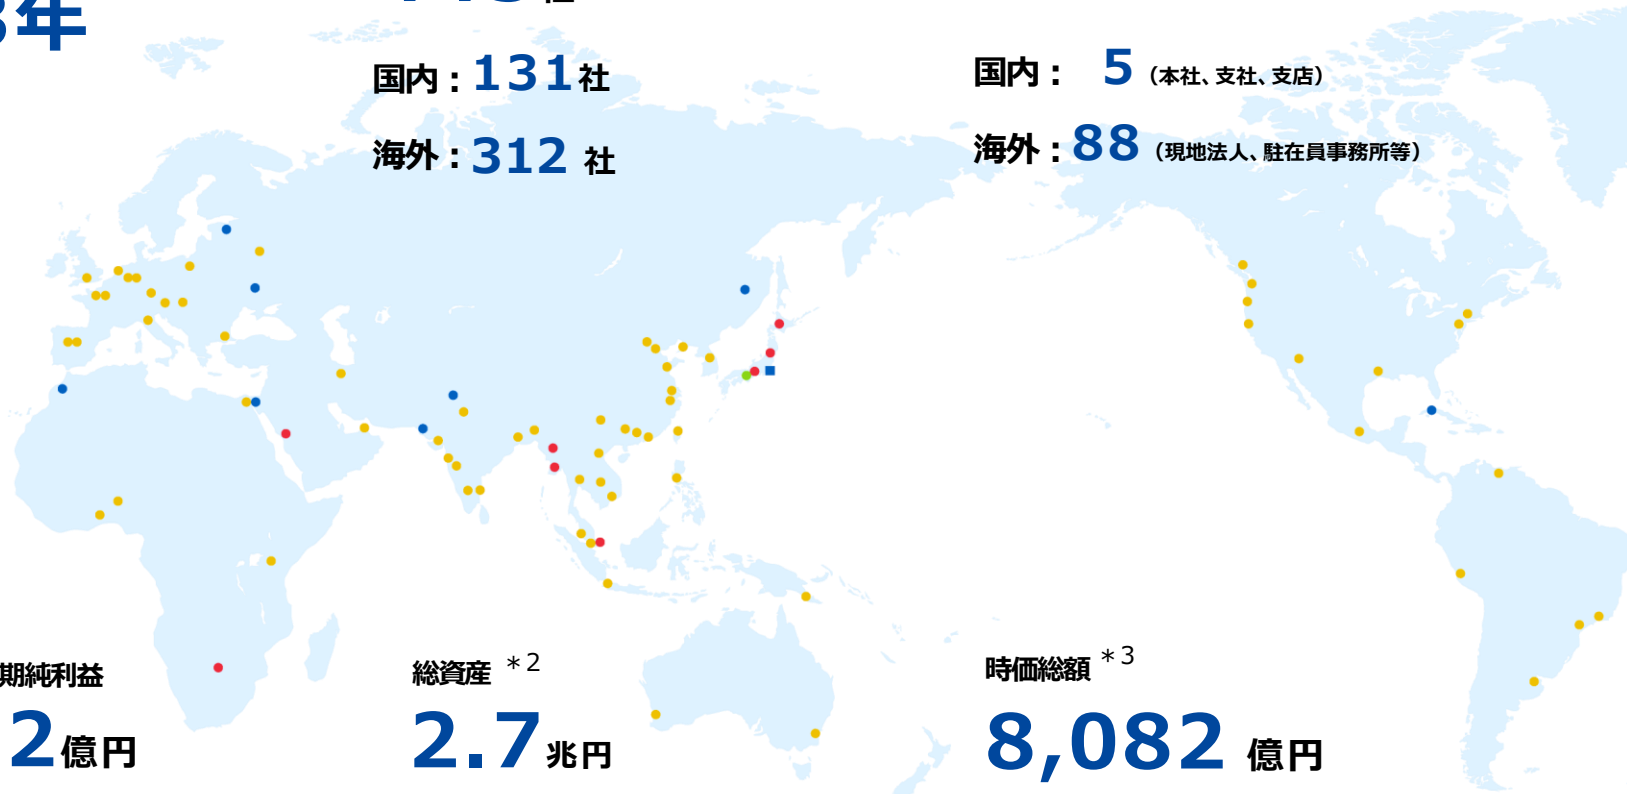 年
国内：131社
海外：312 社
国内： 5 （本社、支社、支店）
海外：88 （現地法人、駐在員事務所等）
期純利益
2億円
総資産 ＊2
2.7兆円
時価総額 ＊3
8,082 億円